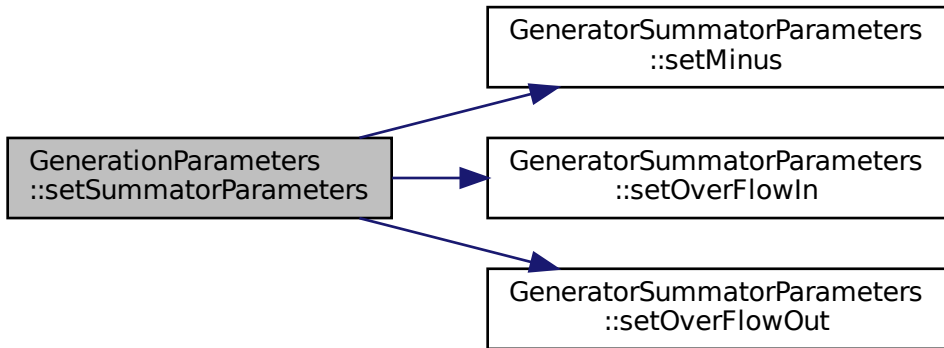 GeneratorSummatorParameters
::setMinus
GenerationParameters
::setSummatorParameters
GeneratorSummatorParameters
::setOverFlowIn
GeneratorSummatorParameters
::setOverFlowOut